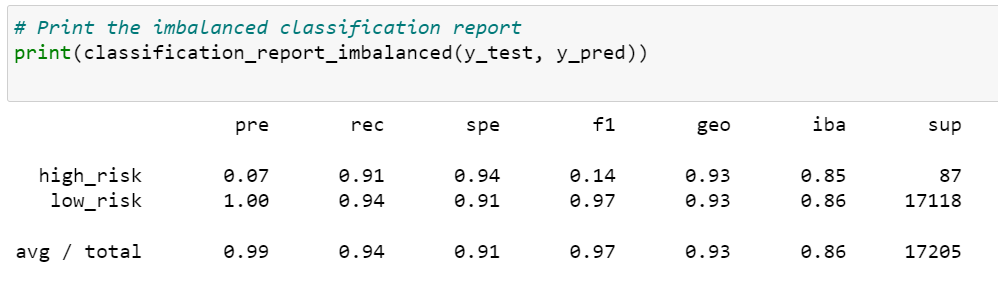 # Print the imbalanced classification report
print(classification_report_imbalanced(y_test, y_pred))
pre rec spe f1 geo iba sup
high_risk 0.07 0.91 0.94 0.14 0.93 0.85 87
low_risk 1.00 0.94 0.91 0.97 0.93 0.86 17118
avg / total 0.99 0.94 0.91 0.97 0.93 0.86 17205